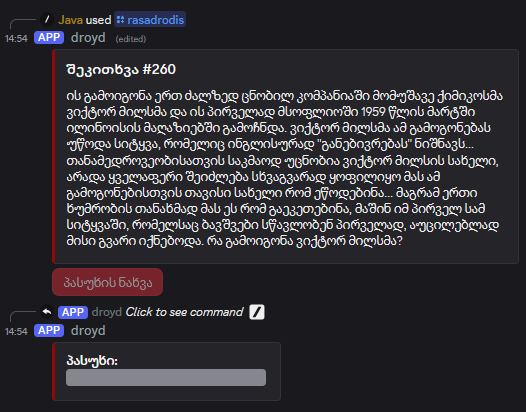 Java used rasadrodis
14:54 APP droyd (edited)
შეკითხვა #260
ის გამოიგონა ერთ ძალზედ ცნობილ კომპანიაში მომუშავე ქიმიკოსმა
ვიქტორ მილსმა და ის პირველად მსოფლიოში 1959 წლის მარტში
ილინოისის მაღაზიებში გამოჩნდა. ვიქტორ მილსმა ამ გამოგონებას
უწოდა სიტყვა, რომელიც ინგლისურად "განებივრებას" ნიშნავს...
თანამედროვეობისათვის საკმაოდ უცნობია ვიქტორ მილსის სახელი,
არადა ყველაფერი შეიძლება სხვაგვარად ყოფილიყო მას ამ
გამოგონებისთვის თავისი სახელი რომ ეწოდებინა... მაგრამ ერთი
ხუმრობის თანახმად მას ეს რომ გაეკეთებინა, მაშინ იმ პირველ სამ
სიტყვაში, რომელსაც ბავშვები სწავლობენ პირველად, აუცილებლად
მისი გვარი იქნებოდა. რა გამოიგონა ვიქტორ მილსმა?
პასუხის ნახვა
APP droyd Click to see command
14:54 APP droyd
პასუხი: